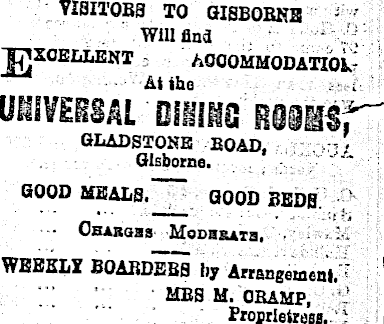 VISITORS TO GISBORNE
Will find
EXCELLENT ACCOMMODATION
At the
UNIVERSAL DINING ROOMS,
GLADSTONE ROAD,
Gisborne.
GOOD MEALS. GOOD BEDS
CHARGES MODERATE.
WEEKLY BOARDERS by Arrangement.
MRS M. CRAMP,
Proprietress.